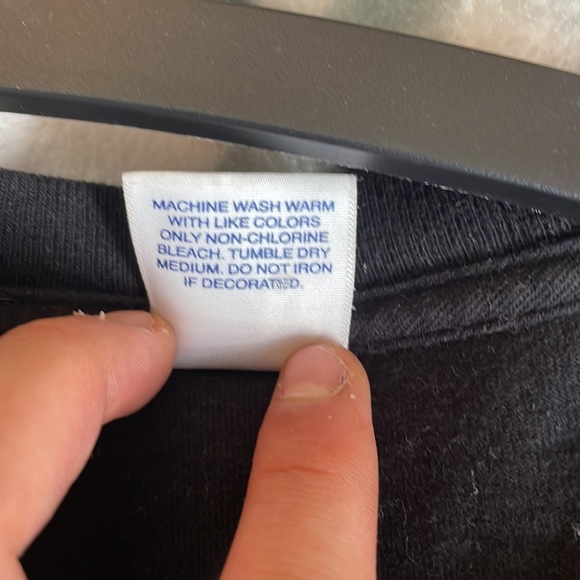 MACHINE WASH WARM
WITH LIKE COLORS
ONLY NON-CHLORINE
BLEACH. TUMBLE DRY
MEDIUM. DO NOT IRON
IF DECORATED.